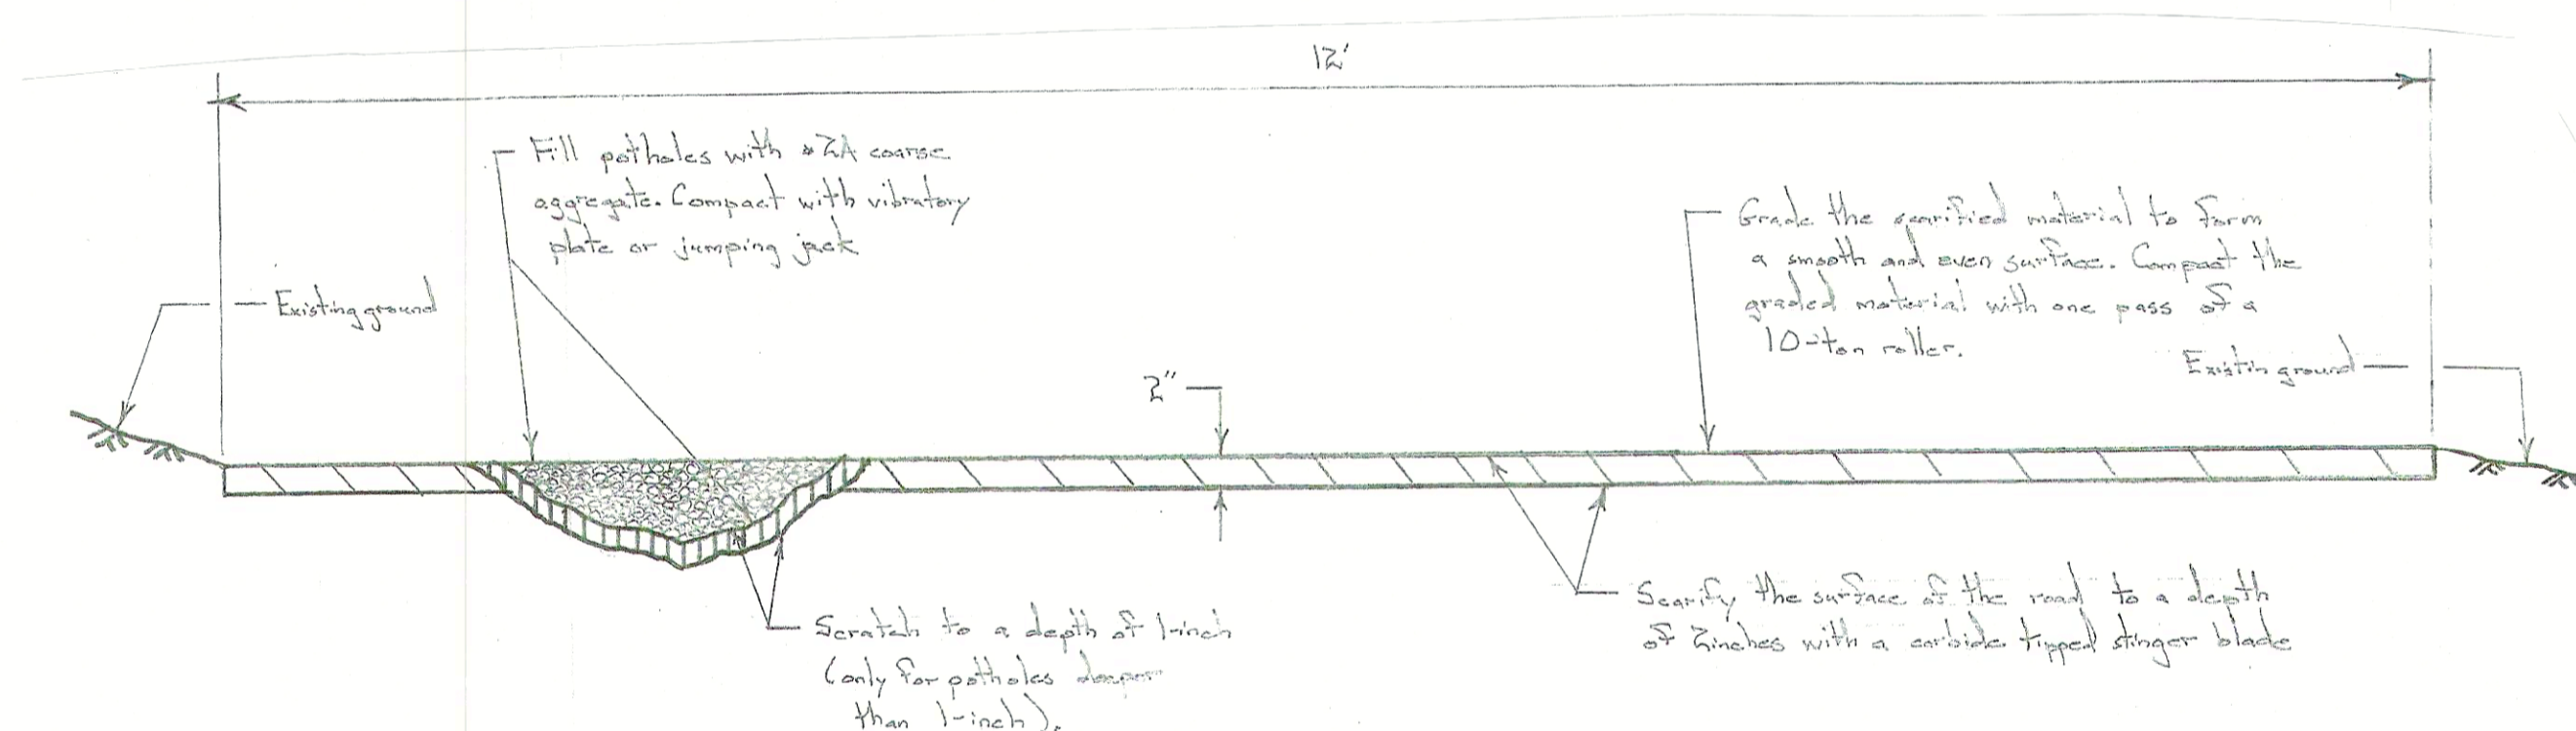 12'
Fill potholes with #2A coarse
aggregate. Compact with vibratory
plate or jumping jack
Grade the scarified material to form
a smooth and even surface. Compact the
graded material with one pass of a
10-ton roller.
Existing ground
Existin ground
2"
Scarify the surface of the road to a depth
of 2inches with a carbide tipped stinger blade
Scratch to a depth of 1-inch
(only for potholes deeper
than 1-inch).